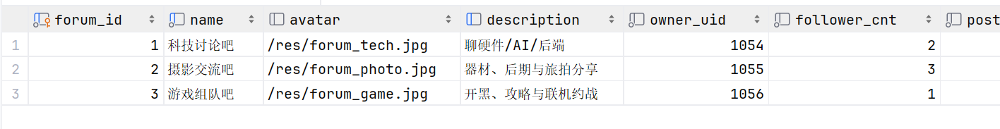 forum_id name avatar description owner_uid follower_cnt post
1 1 科技讨论吧 /res/forum_tech.jpg 聊硬件/AI/后端 1054 2
2 2 摄影交流吧 /res/forum_photo.jpg 器材、后期与旅拍分享 1055 3
3 3 游戏组队吧 /res/forum_game.jpg 开黑、攻略与联机约战 1056 1